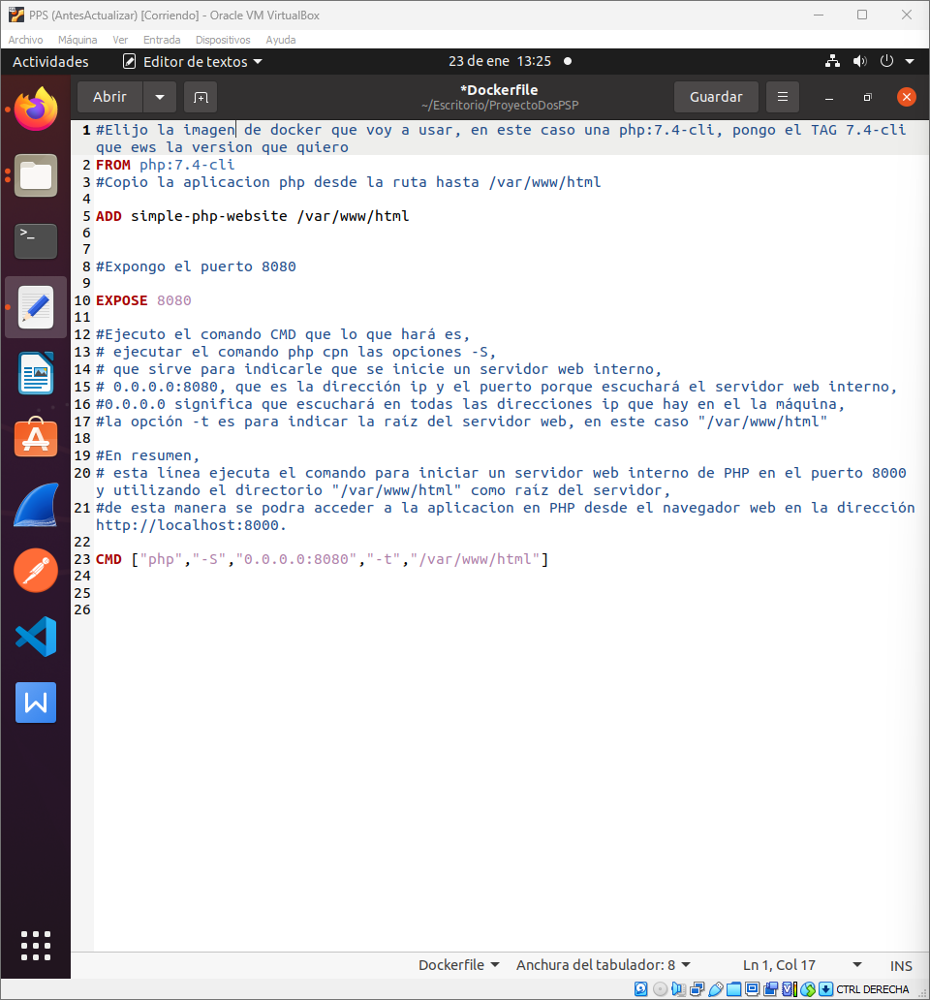 PPS (AntesActualizar) [Corriendo] - Oracle VM VirtualBox
Archivo Máquina Ver Entrada Dispositivos Ayuda
Actividades Editor de textos 23 de ene 13:25
Abrir *Dockerfile Guardar
~/Escritorio/ProyectoDosPSP
1 #Elijo la imagen de docker que voy a usar, en este caso una php:7.4-cli, pongo el TAG 7.4-cli
que ews la version que quiero
2 FROM php:7.4-cli
3 #Copio la aplicacion php desde la ruta hasta /var/www/html
4
5 ADD simple-php-website /var/www/html
6
7
8 #Expongo el puerto 8080
9
10 EXPOSE 8080
11
12 #Ejecuto el comando CMD que lo que hará es,
13 # ejecutar el comando php cpn las opciones -S,
14 # que sirve para indicarle que se inicie un servidor web interno,
15 # 0.0.0.0:8080, que es la dirección ip y el puerto porque escuchará el servidor web interno,
16 #0.0.0.0 significa que escuchará en todas las direcciones ip que hay en el la máquina,
17 #la opción -t es para indicar la raíz del servidor web, en este caso "/var/www/html"
18
19 #En resumen,
20 # esta línea ejecuta el comando para iniciar un servidor web interno de PHP en el puerto 8000
y utilizando el directorio "/var/www/html" como raíz del servidor,
21 #de esta manera se podra acceder a la aplicacion en PHP desde el navegador web en la dirección
http://localhost:8000.
22
23 CMD ["php","-S","0.0.0.0:8080","-t","/var/www/html"]
24
25
26
Dockerfile Anchura del tabulador: 8 Ln 1, Col 17 INS
CTRL DERECHA